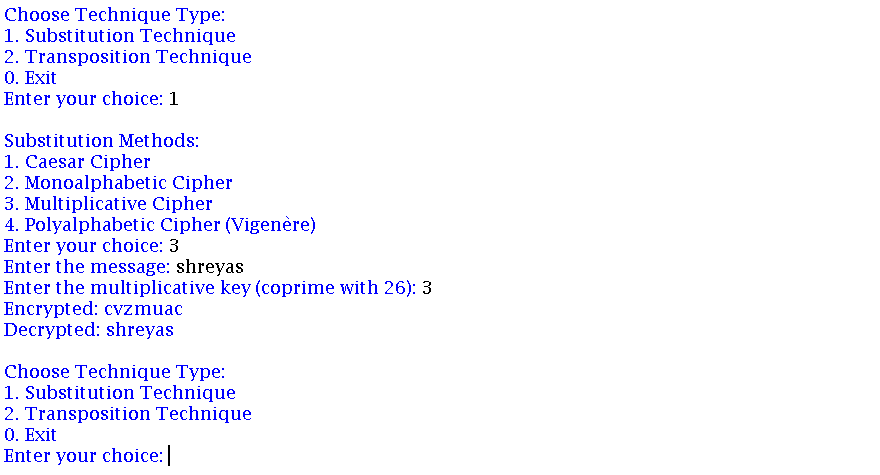 Choose Technique Type:
1. Substitution Technique
2. Transposition Technique
0. Exit
Enter your choice: 1
Substitution Methods:
1. Caesar Cipher
2. Monoalphabetic Cipher
3. Multiplicative Cipher
4. Polyalphabetic Cipher (Vigenère)
Enter your choice: 3
Enter the message: shreyas
Enter the multiplicative key (coprime with 26): 3
Encrypted: cvzmuac
Decrypted: shreyas
Choose Technique Type:
1. Substitution Technique
2. Transposition Technique
0. Exit
Enter your choice: